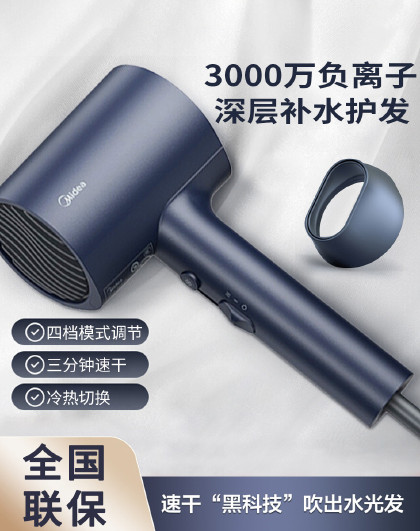 3000万负离子
深层补水护发
Midea
四档模式调节
三分钟速干
冷热切换
全国
联保
速干“黑科技”吹出水光发